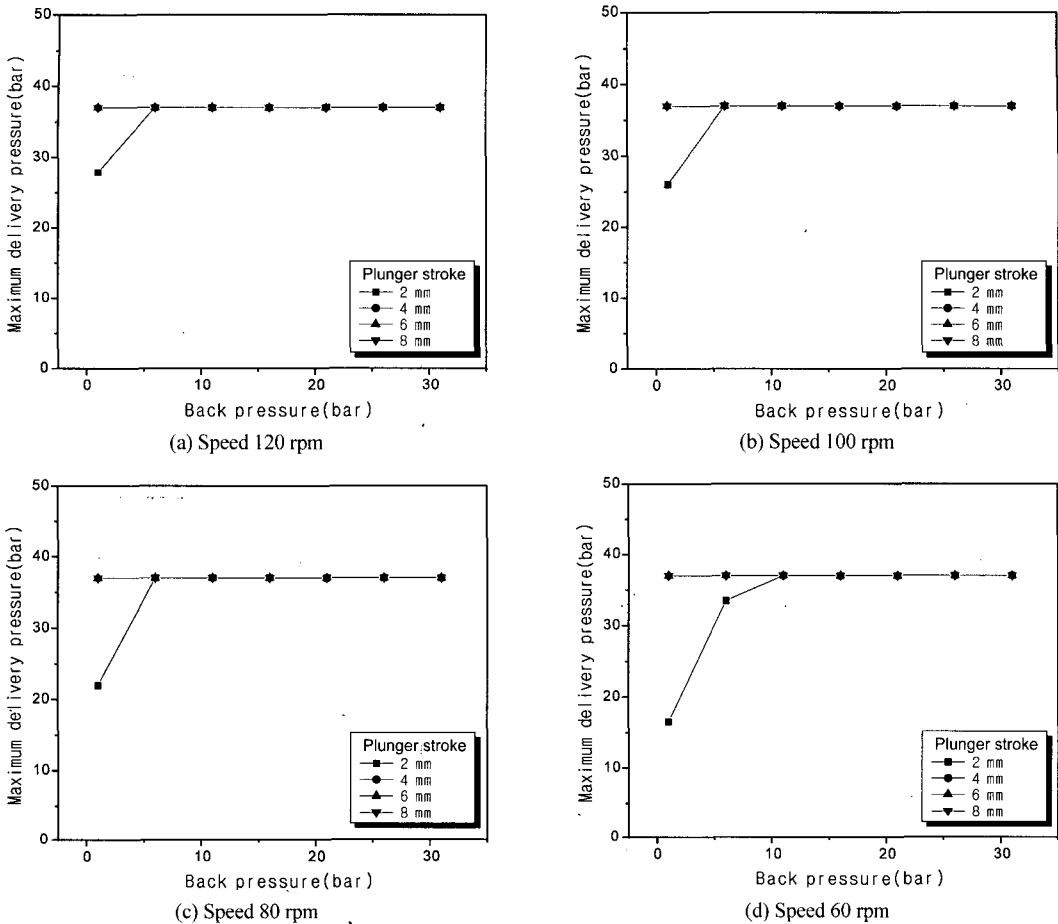 50
40
30
20
10
0
Maximum delivery pressure(bar)
Plunger stroke
2 mm
4 mm
6 mm
8 mm
0 10 20 30
Back pressure(bar)
(a) Speed 120 rpm
50
40
30
20
10
0
Maximum delivery pressure(bar)
Plunger stroke
2 mm
4 mm
6 mm
8 mm
0 10 20 30
Back pressure(bar)
(b) Speed 100 rpm
50
40
30
20
10
0
Maximum delivery pressure(bar)
Plunger stroke
2 mm
4 mm
6 mm
8 mm
0 10 20 30
Back pressure(bar)
(c) Speed 80 rpm
50
40
30
20
10
0
Maximum delivery pressure(bar)
Plunger stroke
2 mm
4 mm
6 mm
8 mm
0 10 20 30
Back pressure(bar)
(d) Speed 60 rpm